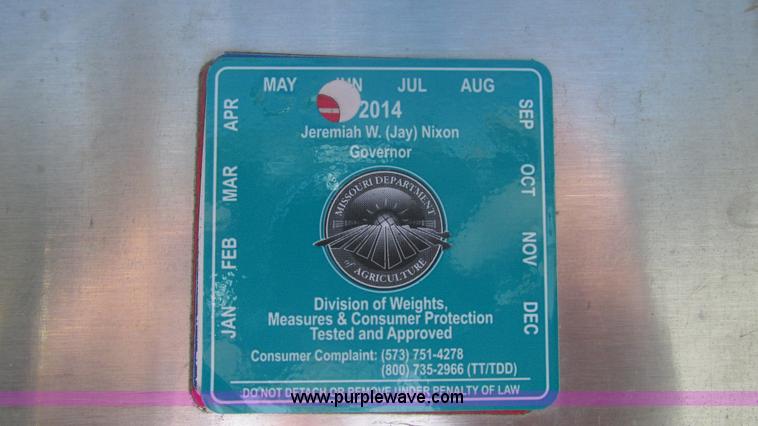 MAY JUN JUL AUG
APR
MAR
FEB
JAN
SEP
OCT
NOV
DEC
2014
Jeremiah W. (Jay) Nixon
Governor
MISSOURI DEPARTMENT
of AGRICULTURE
Division of Weights,
Measures & Consumer Protection
Tested and Approved
Consumer Complaint: (573) 751-4278
(800) 735-2966 (TT/TDD)
DO NOT DETACH OR REMOVE UNDER PENALTY OF LAW
www.purplewave.com